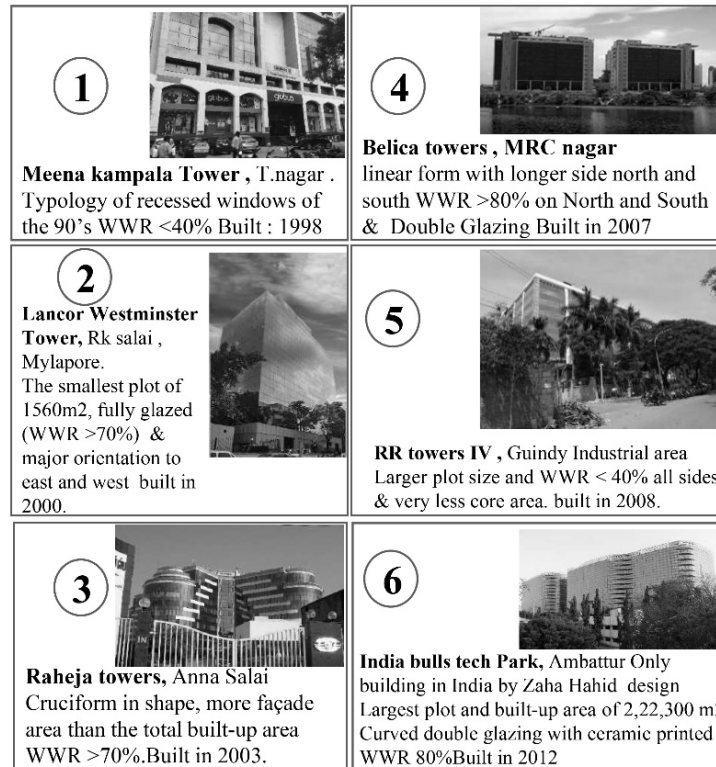 1
globus
Meena kampala Tower , T.nagar .
Typology of recessed windows of
the 90's WWR <40% Built : 1998
2
Lancor Westminster
Tower, Rk salai ,
Mylapore.
The smallest plot of
1560m2, fully glazed
(WWR >70%) &
major orientation to
east and west built in
2000.
3
IN
Raheja towers, Anna Salai
Cruciform in shape, more façade
area than the total built-up area
WWR >70%.Built in 2003.
4
Belica towers , MRC nagar
linear form with longer side north and
south WWR >80% on North and South
& Double Glazing Built in 2007
5
RR towers IV , Guindy Industrial area
Larger plot size and WWR < 40% all sides
& very less core area. built in 2008.
6
India bulls tech Park, Ambattur Only
building in India by Zaha Hahid design
Largest plot and built-up area of 2,22,300 m
Curved double glazing with ceramic printed
WWR 80%Built in 2012